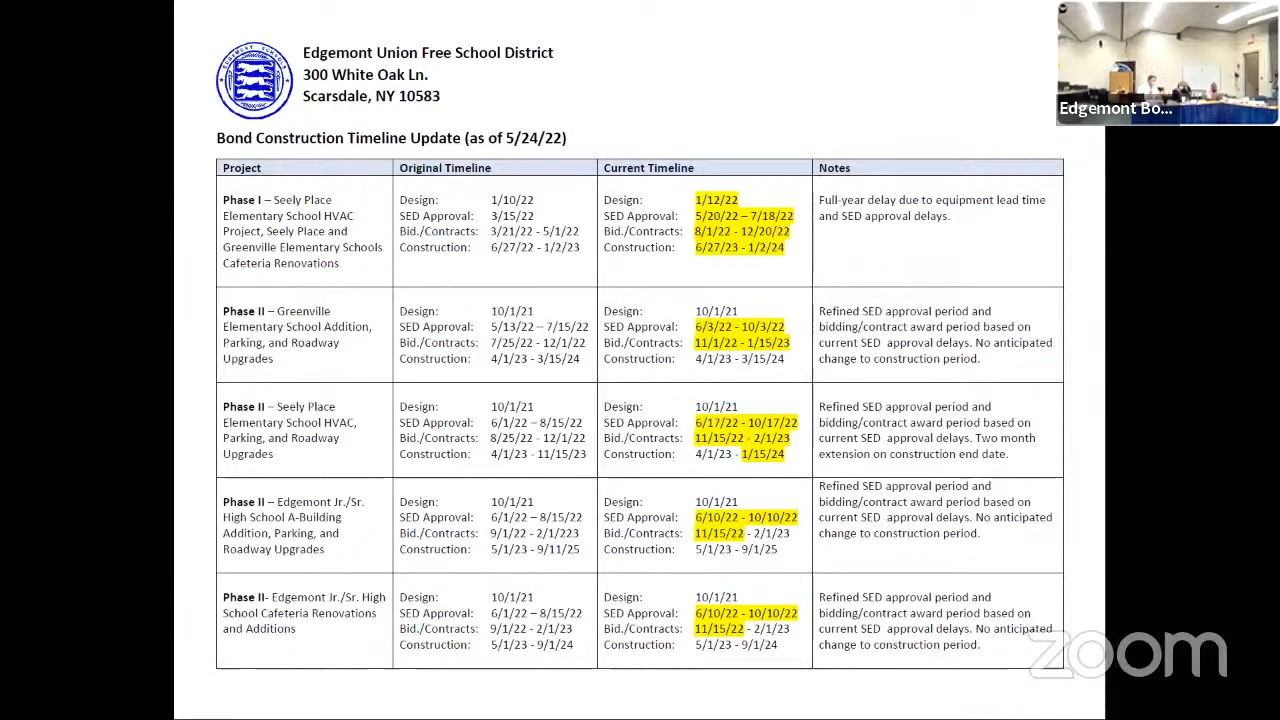 Edgemont Union Free School District
300 White Oak Ln.
Scarsdale, NY 10583
EDGEMONT SCHOOLS
Edgemont Bo...
Bond Construction Timeline Update (as of 5/24/22)
Project Original Timeline Current Timeline Notes
Phase I – Seely Place
Elementary School HVAC
Project, Seely Place and
Greenville Elementary Schools
Cafeteria Renovations
Design: 1/10/22
SED Approval: 3/15/22
Bid./Contracts: 3/21/22 - 5/1/22
Construction: 6/27/22 - 1/2/23
Design: 1/12/22
SED Approval: 5/20/22 – 7/18/22
Bid./Contracts: 8/1/22 - 12/20/22
Construction: 6/27/23 - 1/2/24
Full-year delay due to equipment lead time
and SED approval delays.
Phase II – Greenville
Elementary School Addition,
Parking, and Roadway
Upgrades
Design: 10/1/21
SED Approval: 5/13/22 – 7/15/22
Bid./Contracts: 7/25/22 - 12/1/22
Construction: 4/1/23 - 3/15/24
Design: 10/1/21
SED Approval: 6/3/22 - 10/3/22
Bid./Contracts: 11/1/22 - 1/15/23
Construction: 4/1/23 - 3/15/24
Refined SED approval period and
bidding/contract award period based on
current SED approval delays. No anticipated
change to construction period.
Phase II – Seely Place
Elementary School HVAC,
Parking, and Roadway
Upgrades
Design: 10/1/21
SED Approval: 6/1/22 – 8/15/22
Bid./Contracts: 8/25/22 - 12/1/22
Construction: 4/1/23 - 11/15/23
Design: 10/1/21
SED Approval: 6/17/22 - 10/17/22
Bid./Contracts: 11/15/22 - 2/1/23
Construction: 4/1/23 - 1/15/24
Refined SED approval period and
bidding/contract award period based on
current SED approval delays. Two month
extension on construction end date.
Phase II – Edgemont Jr./Sr.
High School A-Building
Addition, Parking, and
Roadway Upgrades
Design: 10/1/21
SED Approval: 6/1/22 – 8/15/22
Bid./Contracts: 9/1/22 - 2/1/223
Construction: 5/1/23 - 9/11/25
Design: 10/1/21
SED Approval: 6/10/22 - 10/10/22
Bid./Contracts: 11/15/22 - 2/1/23
Construction: 5/1/23 - 9/1/25
Refined SED approval period and
bidding/contract award period based on
current SED approval delays. No anticipated
change to construction period.
Phase II- Edgemont Jr./Sr. High
School Cafeteria Renovations
and Additions
Design: 10/1/21
SED Approval: 6/1/22 – 8/15/22
Bid./Contracts: 9/1/22 - 2/1/23
Construction: 5/1/23 - 9/1/24
Design: 10/1/21
SED Approval: 6/10/22 - 10/10/22
Bid./Contracts: 11/15/22 - 2/1/23
Construction: 5/1/23 - 9/1/24
Refined SED approval period and
bidding/contract award period based on
current SED approval delays. No anticipated
change to construction period.
zoom